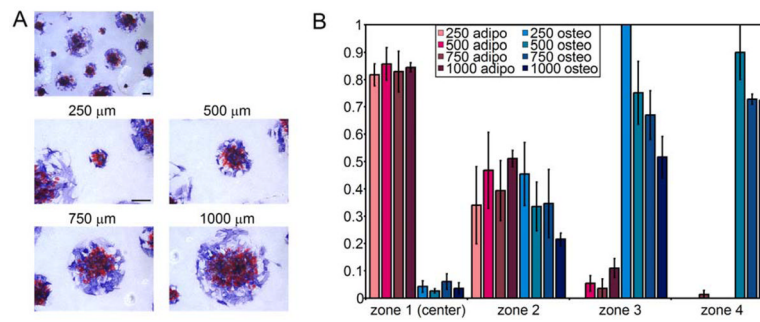 A
250 μm
500 μm
750 μm
1000 μm
B
1
0.9
0.8
0.7
0.6
0.5
0.4
0.3
0.2
0.1
0
250 adipo
500 adipo
750 adipo
1000 adipo
250 osteo
500 osteo
750 osteo
1000 osteo
zone 1 (center)
zone 2
zone 3
zone 4